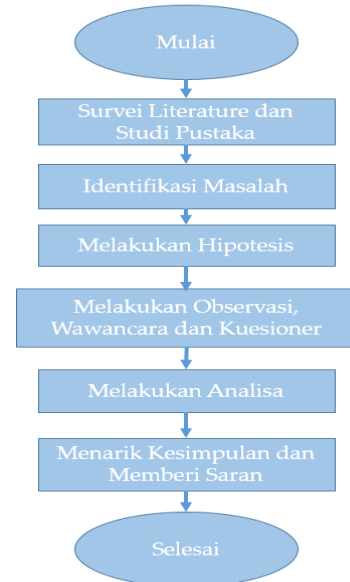 Mulai
Survei Literature dan
Studi Pustaka
Identifikasi Masalah
Melakukan Hipotesis
Melakukan Observasi,
Wawancara dan Kuesioner
Melakukan Analisa
Menarik Kesimpulan dan
Memberi Saran
Selesai